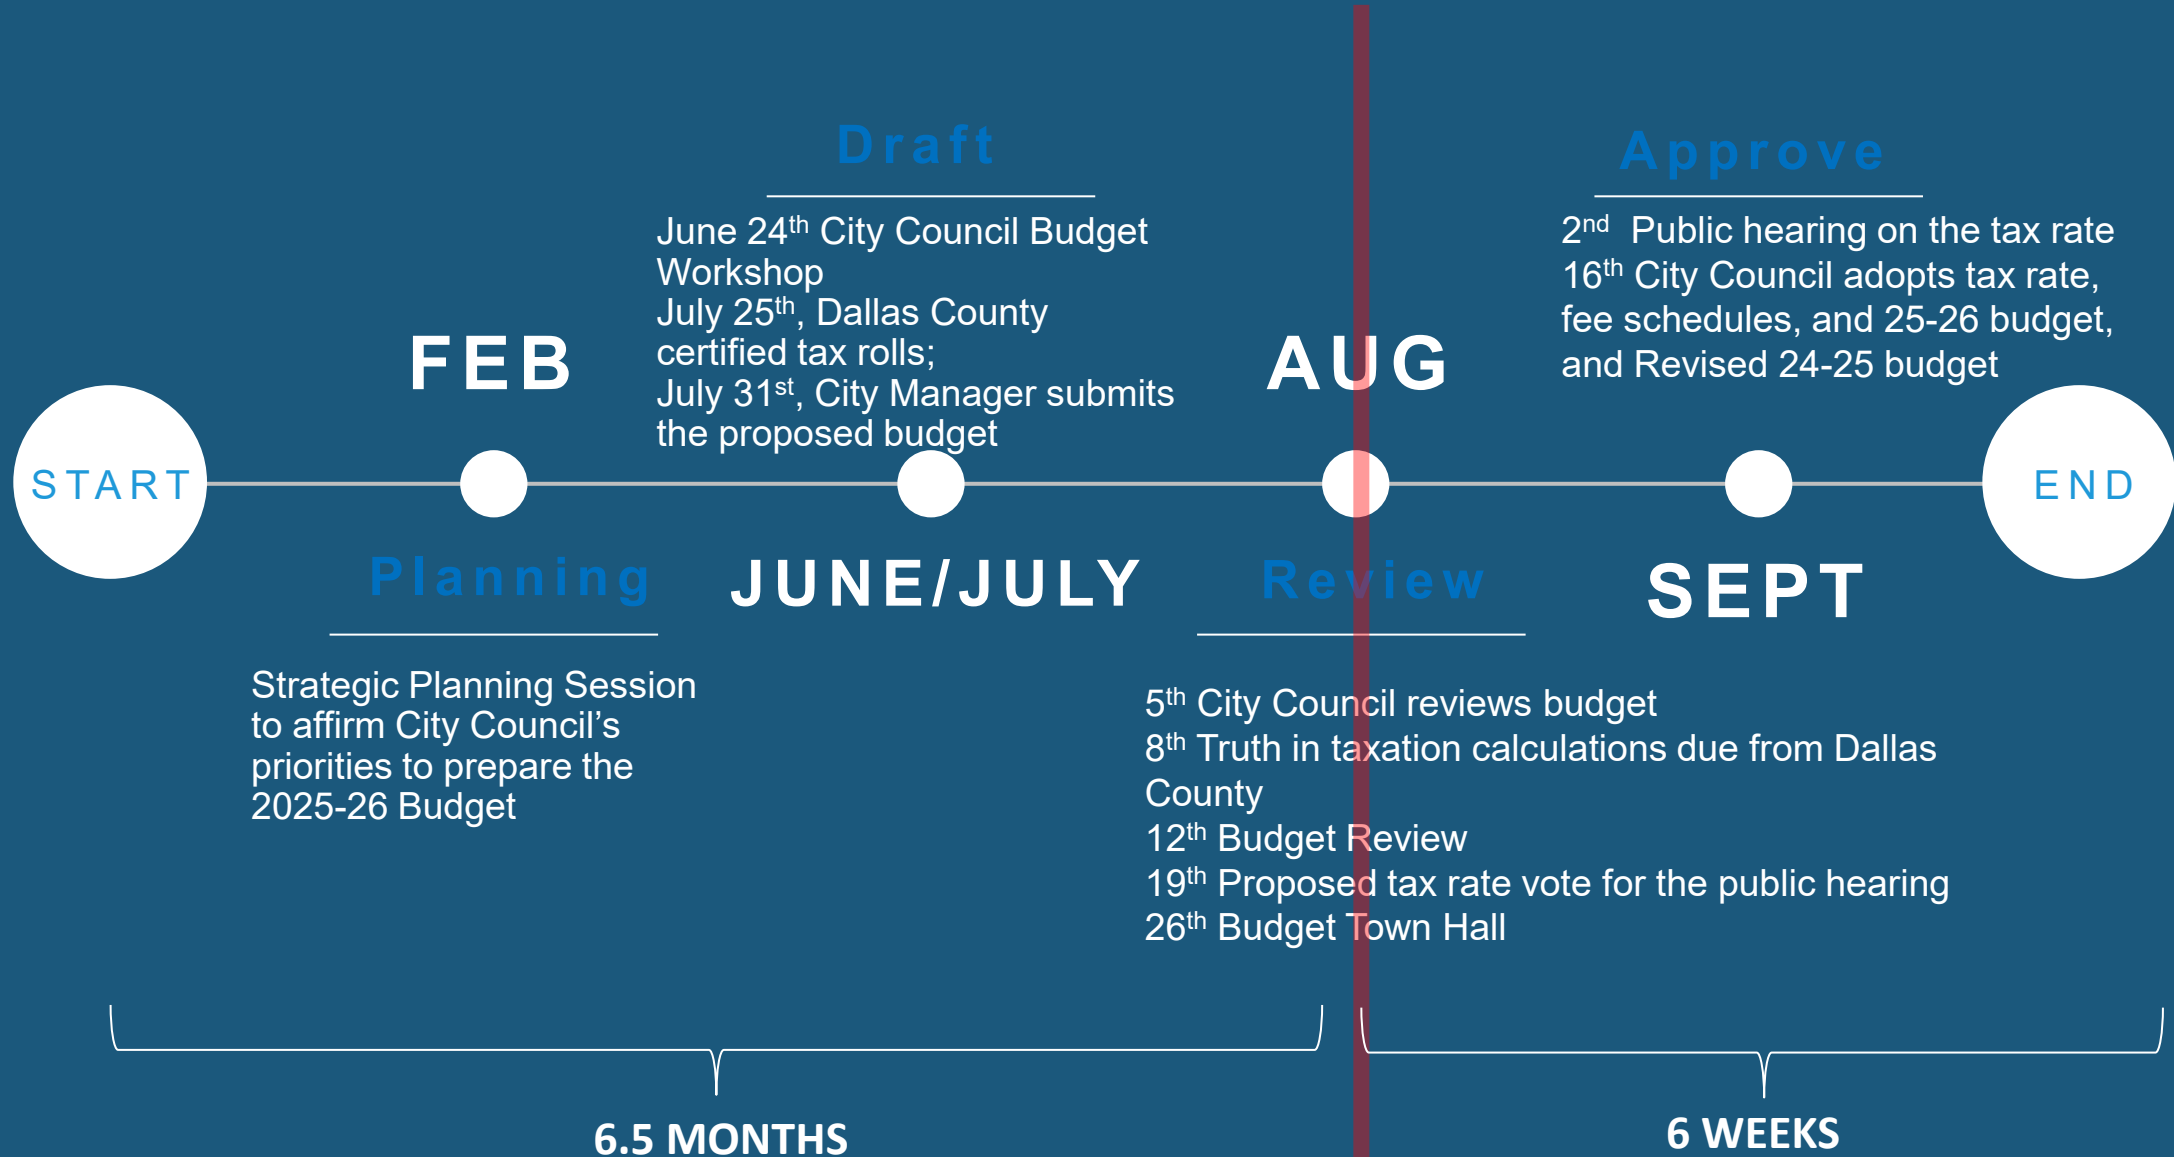 START
FEB
Planning
Strategic Planning Session
to affirm City Council’s
priorities to prepare the
2025-26 Budget
Draft
June 24th City Council Budget
Workshop
July 25th, Dallas County
certified tax rolls;
July 31st, City Manager submits
the proposed budget
JUNE/JULY
AUG
Review
5th City Council reviews budget
8th Truth in taxation calculations due from Dallas
County
12th Budget Review
19th Proposed tax rate vote for the public hearing
26th Budget Town Hall
Approve
2nd  Public hearing on the tax rate
16th City Council adopts tax rate,
fee schedules, and 25-26 budget,
and Revised 24-25 budget
SEPT
END
6.5 MONTHS
6 WEEKS